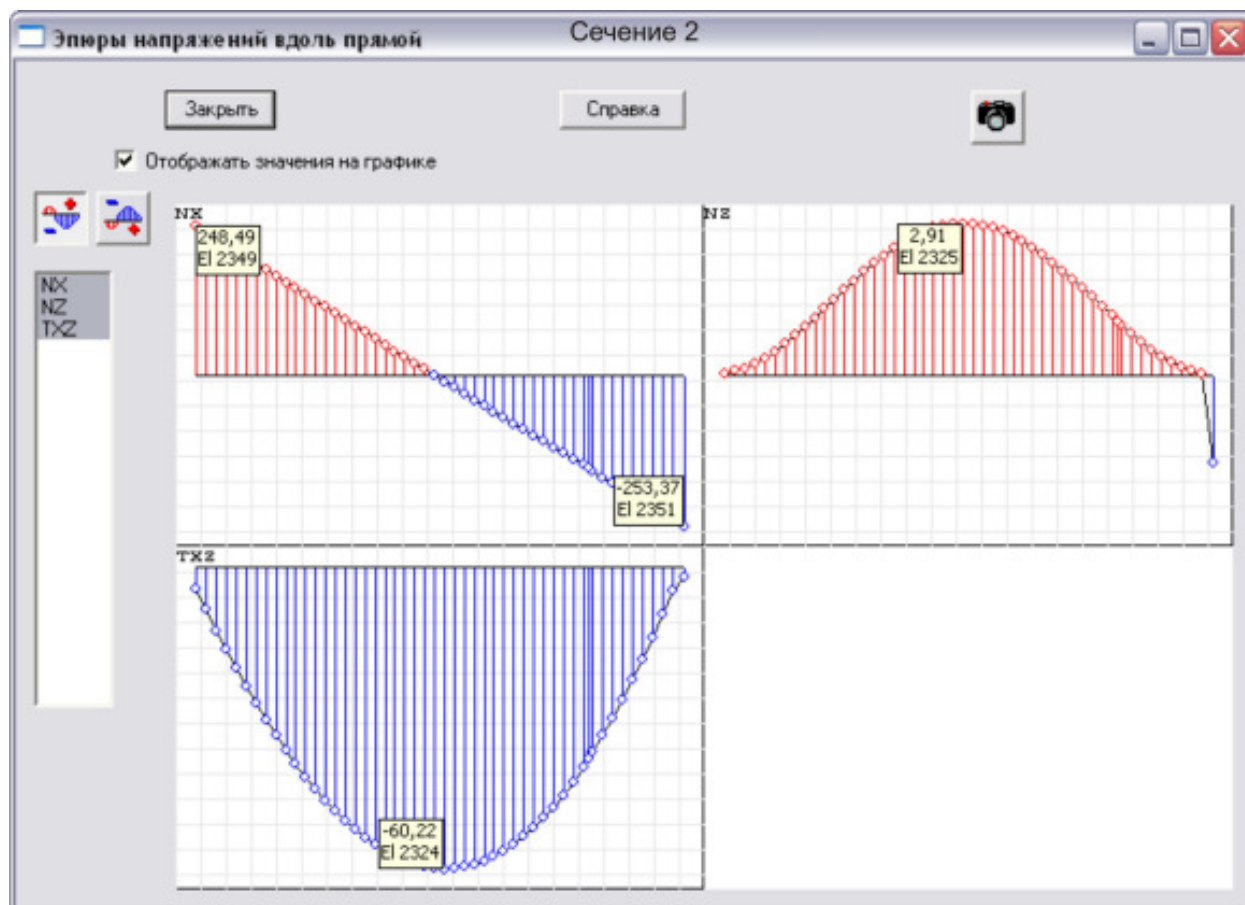 Эпюры напряжений вдоль прямой
Сечение 2
Закрыть
Справка
Отображать значения на графике
NX
NZ
TXZ
NX
248,49
El 2349
-253,37
El 2351
NZ
2,91
El 2325
TXZ
-60,22
El 2324